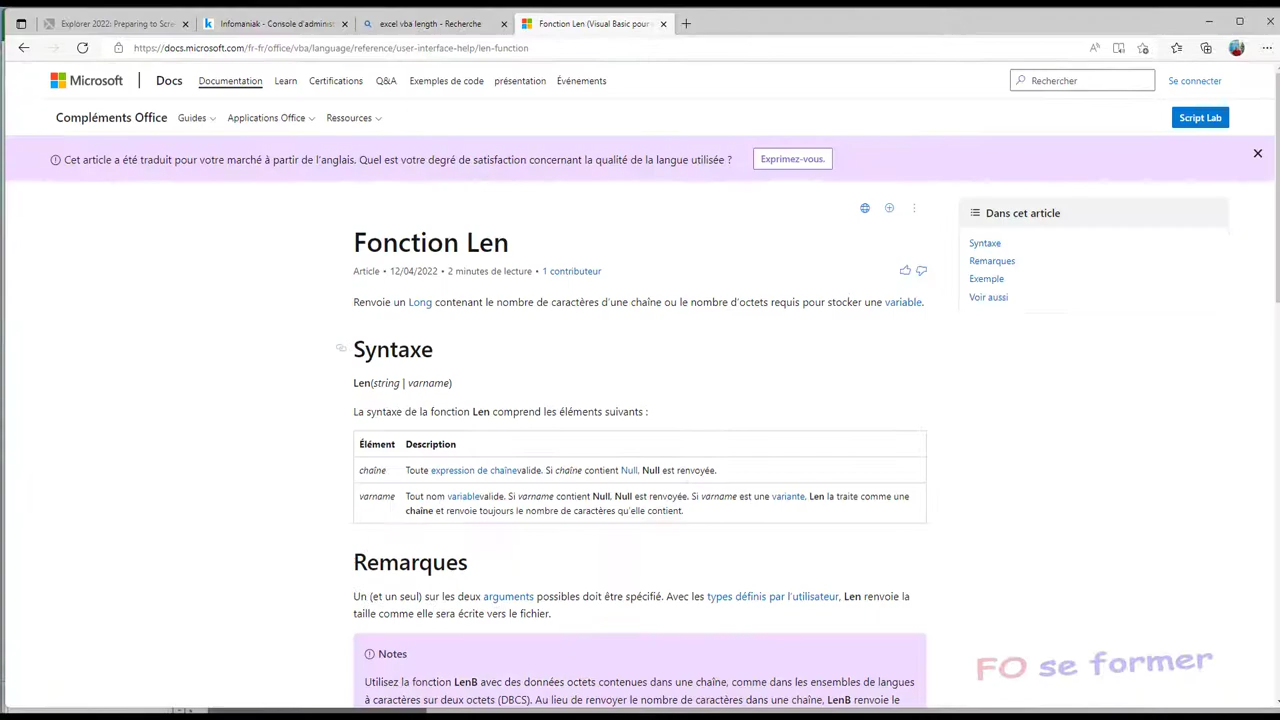 Explorer 2022: Preparing to Scre
Infomaniak - Console d'adminis
excel vba length - Recherche
Fonction Len (Visual Basic pour
https://docs.microsoft.com/fr-fr/office/vba/language/reference/user-interface-help/len-function
Microsoft
Docs
Documentation
Learn
Certifications
Q&A
Exemples de code
présentation
Événements
Rechercher
Se connecter
Compléments Office
Guides
Applications Office
Ressources
Script Lab
Cet article a été traduit pour votre marché à partir de l'anglais. Quel est votre degré de satisfaction concernant la qualité de la langue utilisée ?
Exprimez-vous.
Dans cet article
Syntaxe
Remarques
Exemple
Voir aussi
Fonction Len
Article • 12/04/2022 • 2 minutes de lecture • 1 contributeur
Renvoie un Long contenant le nombre de caractères d'une chaîne ou le nombre d'octets requis pour stocker une variable.
Syntaxe
Len(string | varname)
La syntaxe de la fonction Len comprend les éléments suivants :
Élément Description
chaîne Toute expression de chaînevalide. Si chaîne contient Null, Null est renvoyée.
varname Tout nom variablevalide. Si varname contient Null, Null est renvoyée. Si varname est une variante, Len la traite comme une
chaîne et renvoie toujours le nombre de caractères qu'elle contient.
Remarques
Un (et un seul) sur les deux arguments possibles doit être spécifié. Avec les types définis par l'utilisateur, Len renvoie la
taille comme elle sera écrite vers le fichier.
Notes
Utilisez la fonction LenB avec des données octets contenues dans une chaîne, comme dans les ensembles de langues
à caractères sur deux octets (DBCS). Au lieu de renvoyer le nombre de caractères dans une chaîne, LenB renvoie le
FO se former